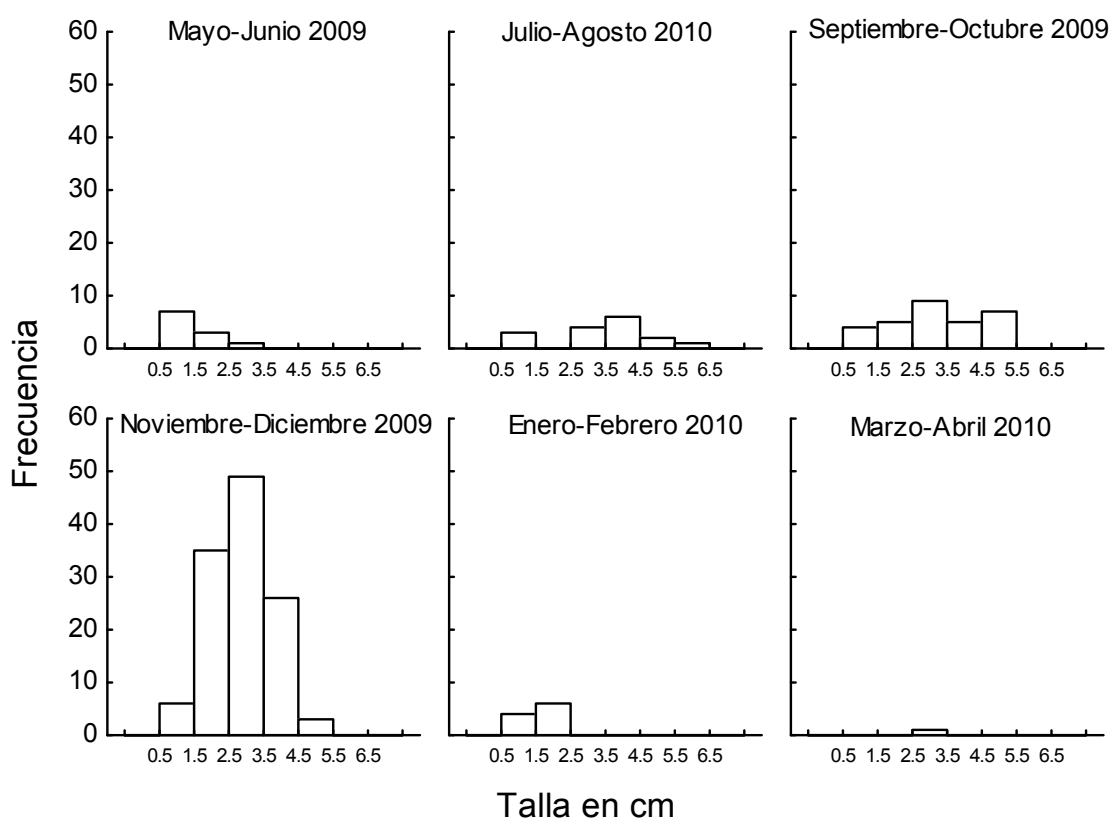 Mayo-Junio 2009
Julio-Agosto 2010
Septiembre-Octubre 2009
60
50
40
30
20
10
0
0.5 1.5 2.5 3.5 4.5 5.5 6.5
0.5 1.5 2.5 3.5 4.5 5.5 6.5
0.5 1.5 2.5 3.5 4.5 5.5 6.5
Frecuencia
Noviembre-Diciembre 2009
Enero-Febrero 2010
Marzo-Abril 2010
60
50
40
30
20
10
0
0.5 1.5 2.5 3.5 4.5 5.5 6.5
0.5 1.5 2.5 3.5 4.5 5.5 6.5
0.5 1.5 2.5 3.5 4.5 5.5 6.5
Talla en cm